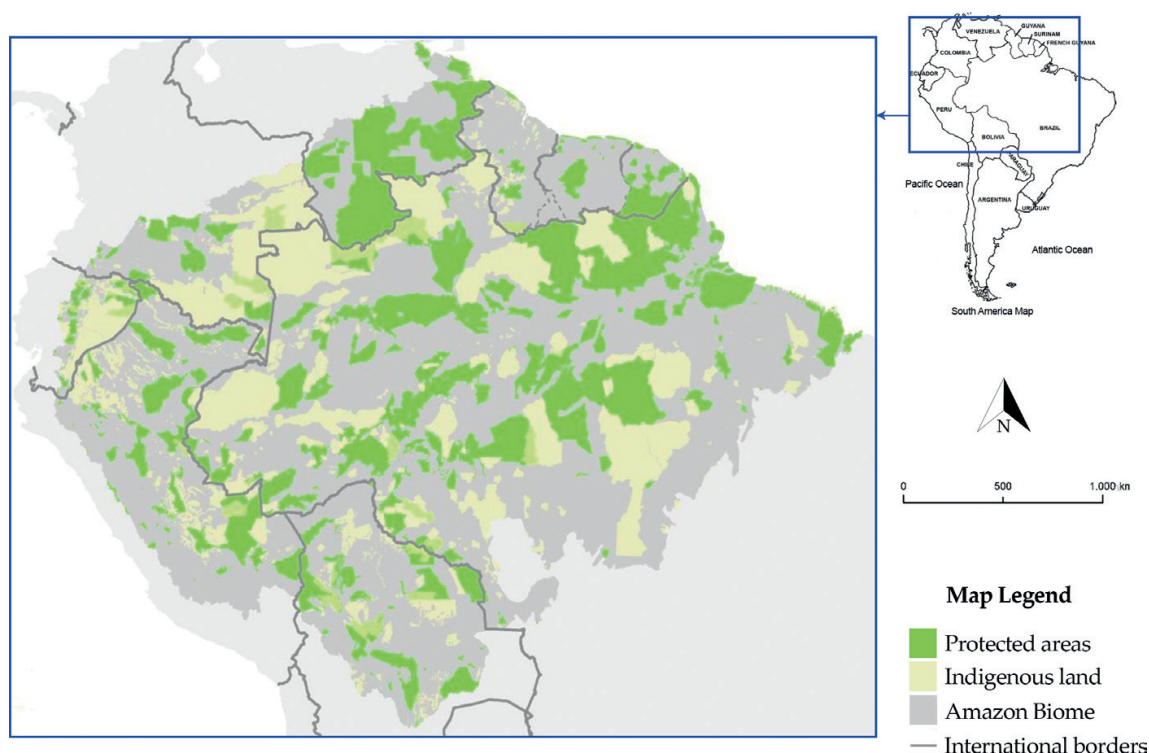 GUYANA
VENEZUELA
SURINAM
FRENCH GUYANA
COLOMBIA
ECUADOR
PERU
BRAZIL
BOLIVIA
PARAGUAY
CHILE
Pacific Ocean
ARGENTINA
URUGUAY
Atlantic Ocean
South America Map
N
0 500 1,000 kn
Map Legend
Protected areas
Indigenous land
Amazon Biome
International borders